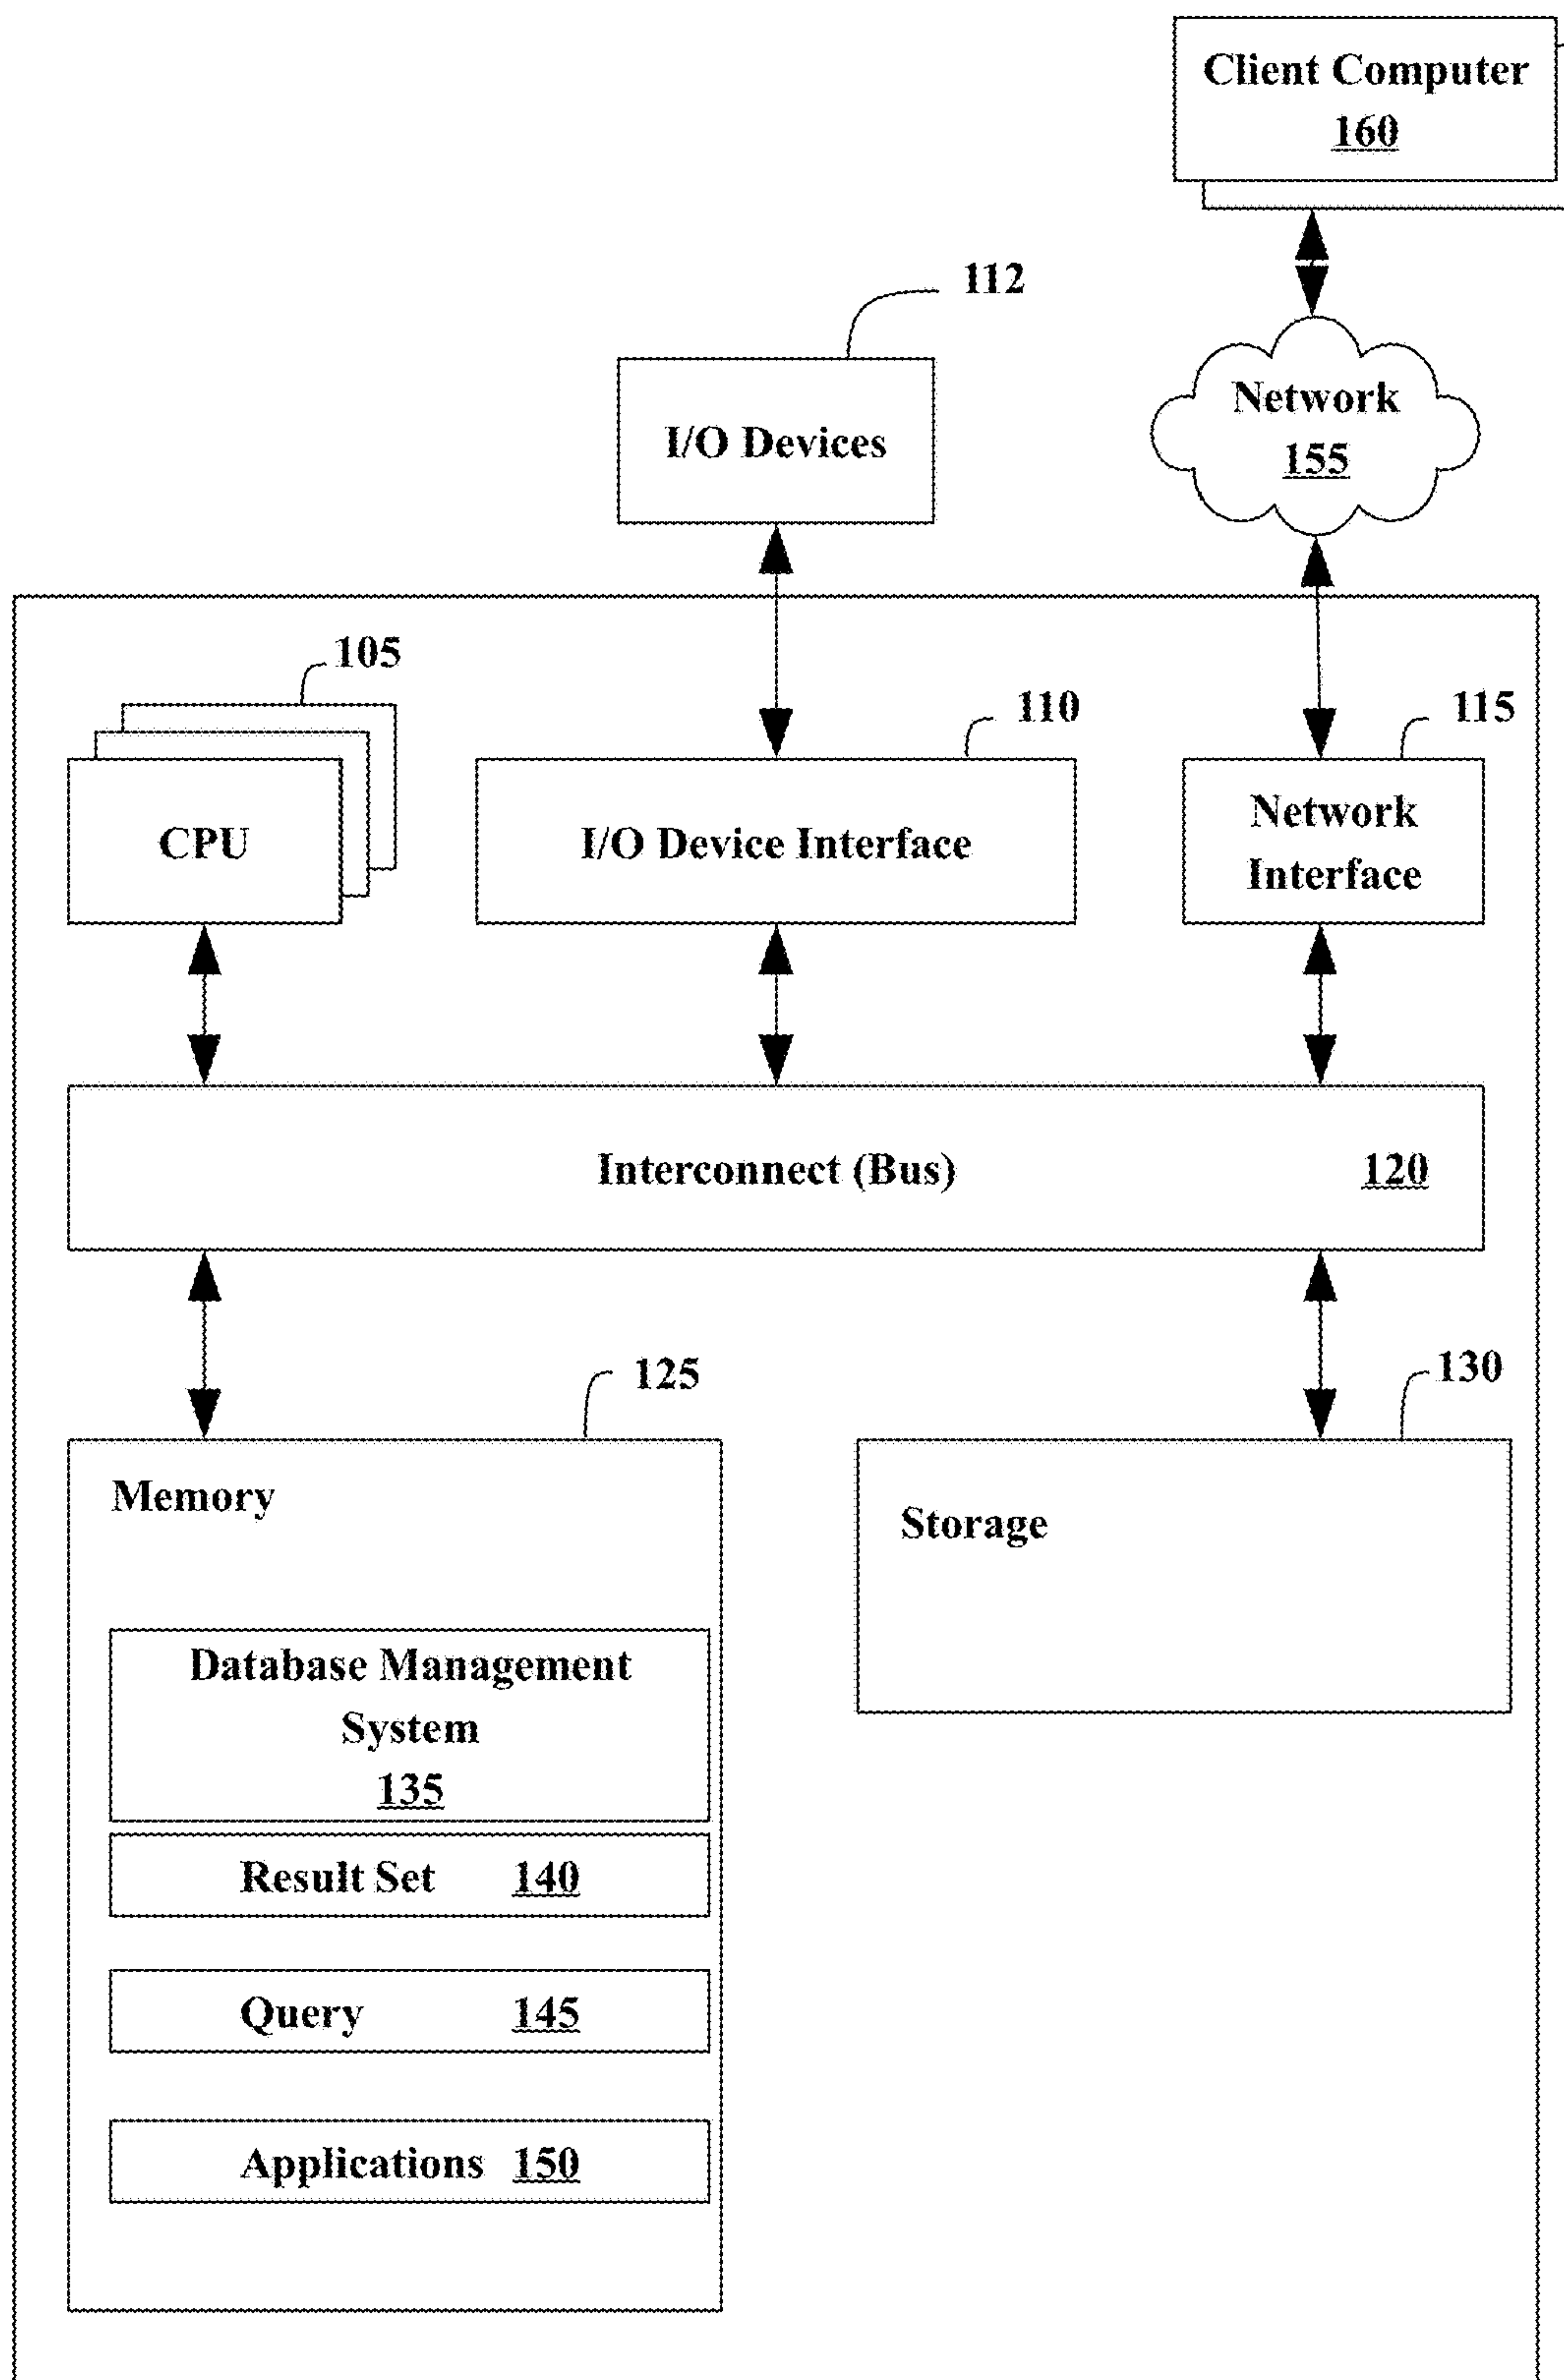 Client Computer
160
112
I/O Devices
Network
155
105
110
115
CPU
I/O Device Interface
Network
Interface
Interconnect (Bus) 120
125
130
Memory
Storage
Database Management
System
135
Result Set 140
Query 145
Applications 150